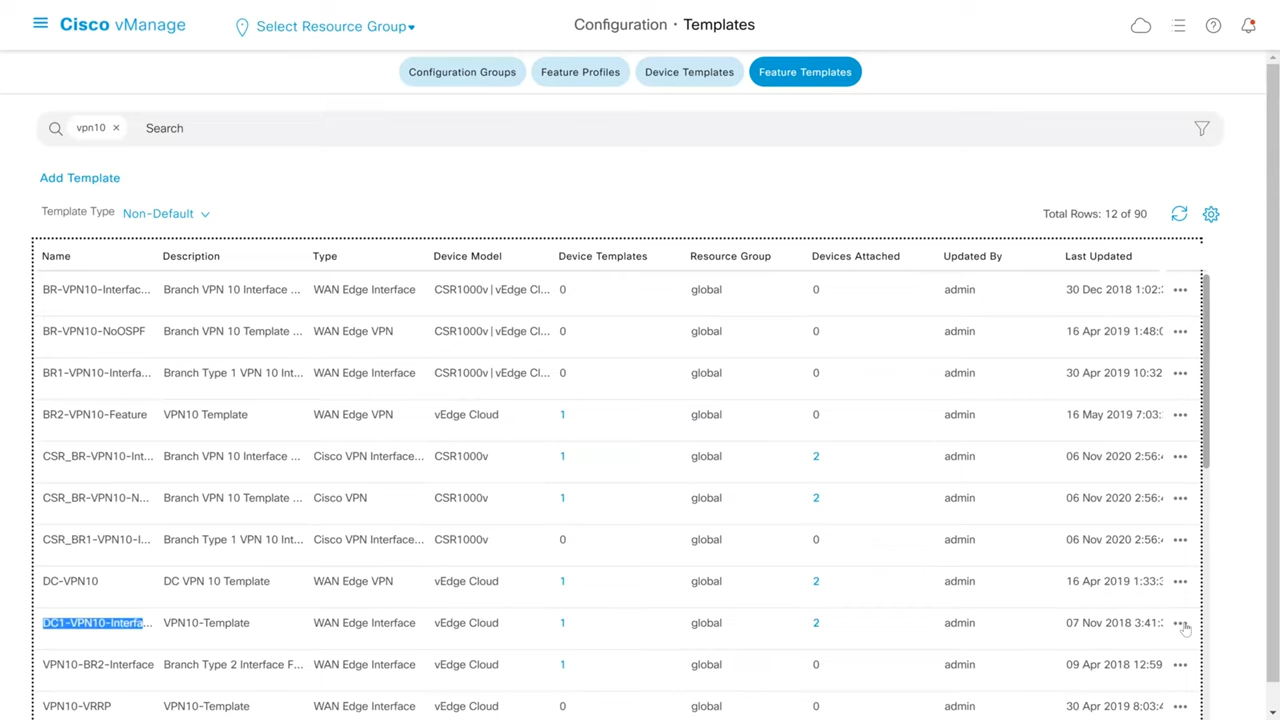 Cisco vManage
Select Resource Group▾
Configuration · Templates
Configuration Groups
Feature Profiles
Device Templates
Feature Templates
vpn10 ×
Search
Add Template
Template Type Non-Default
Total Rows: 12 of 90
Name Description Type Device Model Device Templates Resource Group Devices Attached Updated By Last Updated
BR-VPN10-Interfac... Branch VPN 10 Interface ... WAN Edge Interface CSR1000v | vEdge Cl... 0 global 0 admin 30 Dec 2018 1:02: •••
BR-VPN10-NoOSPF Branch VPN 10 Template ... WAN Edge VPN CSR1000v | vEdge Cl... 0 global 0 admin 16 Apr 2019 1:48:0 •••
BR1-VPN10-Interfa... Branch Type 1 VPN 10 Int... WAN Edge Interface CSR1000v | vEdge Cl... 0 global 0 admin 30 Apr 2019 10:32 •••
BR2-VPN10-Feature VPN10 Template WAN Edge VPN vEdge Cloud 1 global 0 admin 16 May 2019 7:03: •••
CSR_BR-VPN10-Int... Branch VPN 10 Interface ... Cisco VPN Interface... CSR1000v 1 global 2 admin 06 Nov 2020 2:56: •••
CSR_BR-VPN10-N... Branch VPN 10 Template ... Cisco VPN CSR1000v 1 global 2 admin 06 Nov 2020 2:56: •••
CSR_BR1-VPN10-I... Branch Type 1 VPN 10 Int... Cisco VPN Interface... CSR1000v 0 global 0 admin 06 Nov 2020 2:56: •••
DC-VPN10 DC VPN 10 Template WAN Edge VPN vEdge Cloud 1 global 2 admin 16 Apr 2019 1:33: •••
DC1-VPN10-Interfa... VPN10-Template WAN Edge Interface vEdge Cloud 1 global 2 admin 07 Nov 2018 3:41: •••
VPN10-BR2-Interface Branch Type 2 Interface F... WAN Edge Interface vEdge Cloud 1 global 0 admin 09 Apr 2018 12:59 •••
VPN10-VRRP VPN10-Template WAN Edge Interface vEdge Cloud 0 global 0 admin 30 Apr 2019 8:03: •••